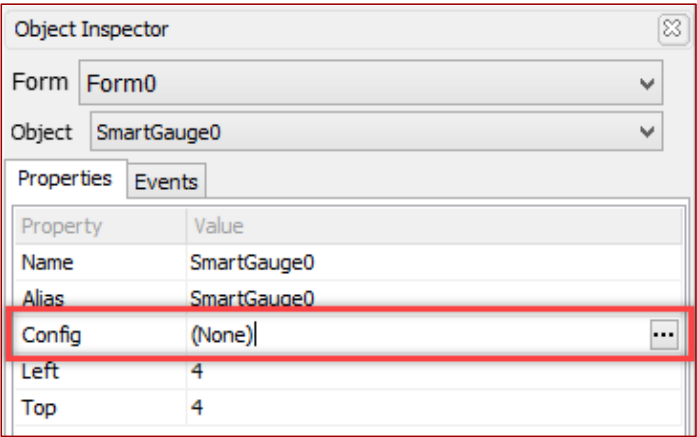 Object Inspector
Form Form0
Object SmartGauge0
Properties Events
Property Value
Name SmartGauge0
Alias SmartGauge0
Config (None) ...
Left 4
Top 4